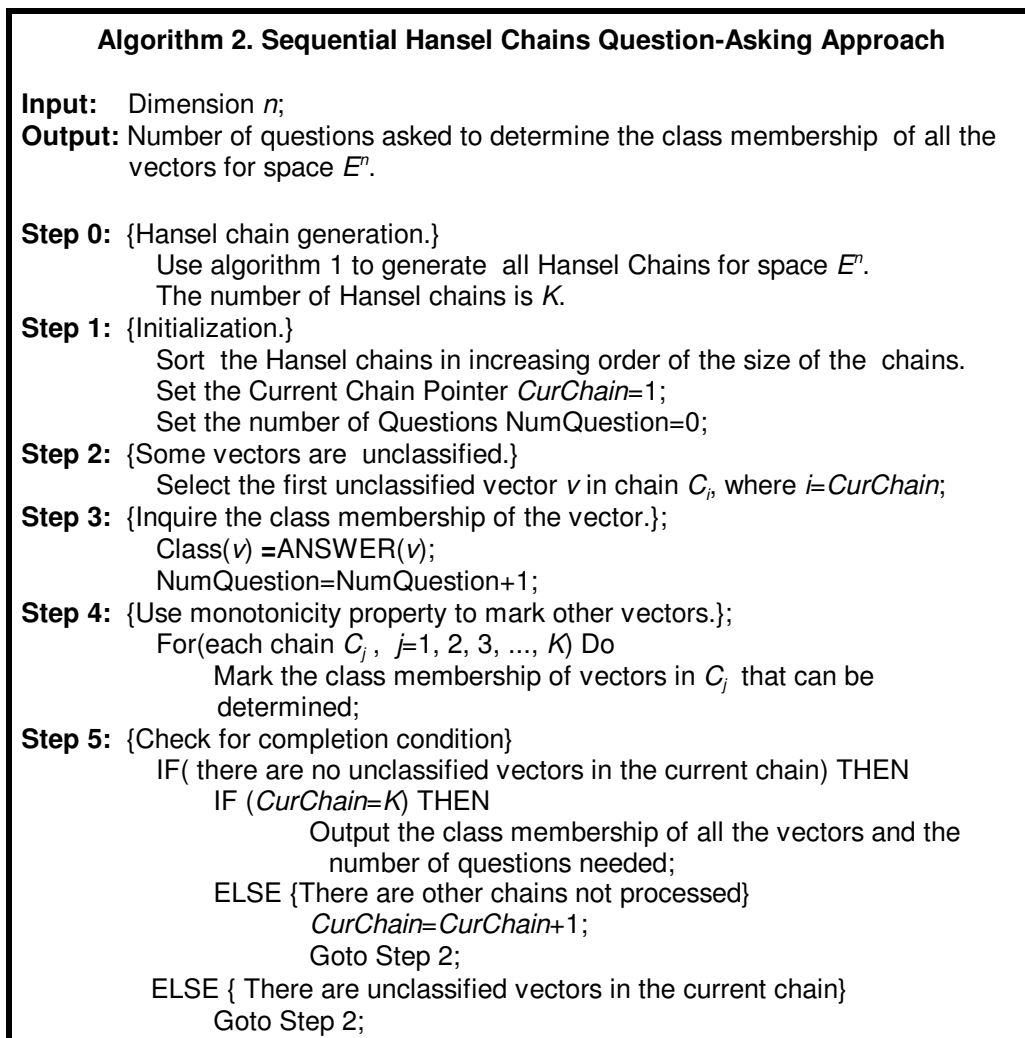 Algorithm 2. Sequential Hansel Chains Question-Asking Approach
Input: Dimension n;
Output: Number of questions asked to determine the class membership of all the
vectors for space Eⁿ.
Step 0: {Hansel chain generation.}
Use algorithm 1 to generate all Hansel Chains for space Eⁿ.
The number of Hansel chains is K.
Step 1: {Initialization.}
Sort the Hansel chains in increasing order of the size of the chains.
Set the Current Chain Pointer CurChain=1;
Set the number of Questions NumQuestion=0;
Step 2: {Some vectors are unclassified.}
Select the first unclassified vector v in chain Cᵢ, where i=CurChain;
Step 3: {Inquire the class membership of the vector.};
Class(v) =ANSWER(v);
NumQuestion=NumQuestion+1;
Step 4: {Use monotonicity property to mark other vectors.};
For(each chain Cⱼ , j=1, 2, 3, ..., K) Do
Mark the class membership of vectors in Cⱼ that can be
determined;
Step 5: {Check for completion condition}
IF( there are no unclassified vectors in the current chain) THEN
IF (CurChain=K) THEN
Output the class membership of all the vectors and the
number of questions needed;
ELSE {There are other chains not processed}
CurChain=CurChain+1;
Goto Step 2;
ELSE { There are unclassified vectors in the current chain}
Goto Step 2;